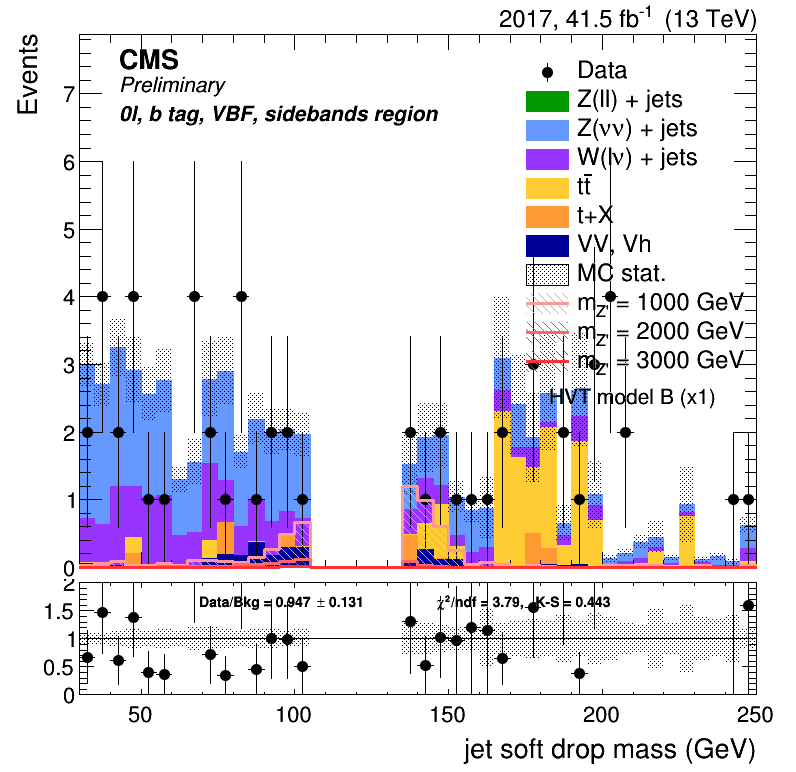 2017, 41.5 fb⁻¹ (13 TeV)
Events
CMS
Preliminary
0l, b tag, VBF, sidebands region
Data
Z(ll) + jets
Z(νν) + jets
W(lν) + jets
tt̄
t+X
VV, Vh
MC stat.
m_Z' = 1000 GeV
m_Z' = 2000 GeV
m_Z' = 3000 GeV
HVT model B (x1)
7
6
5
4
3
2
1
0
Data/Bkg = 0.947 ± 0.131
χ²/ndf = 3.79, K-S = 0.443
2
1.5
1
0.5
0
50 100 150 200 250
jet soft drop mass (GeV)